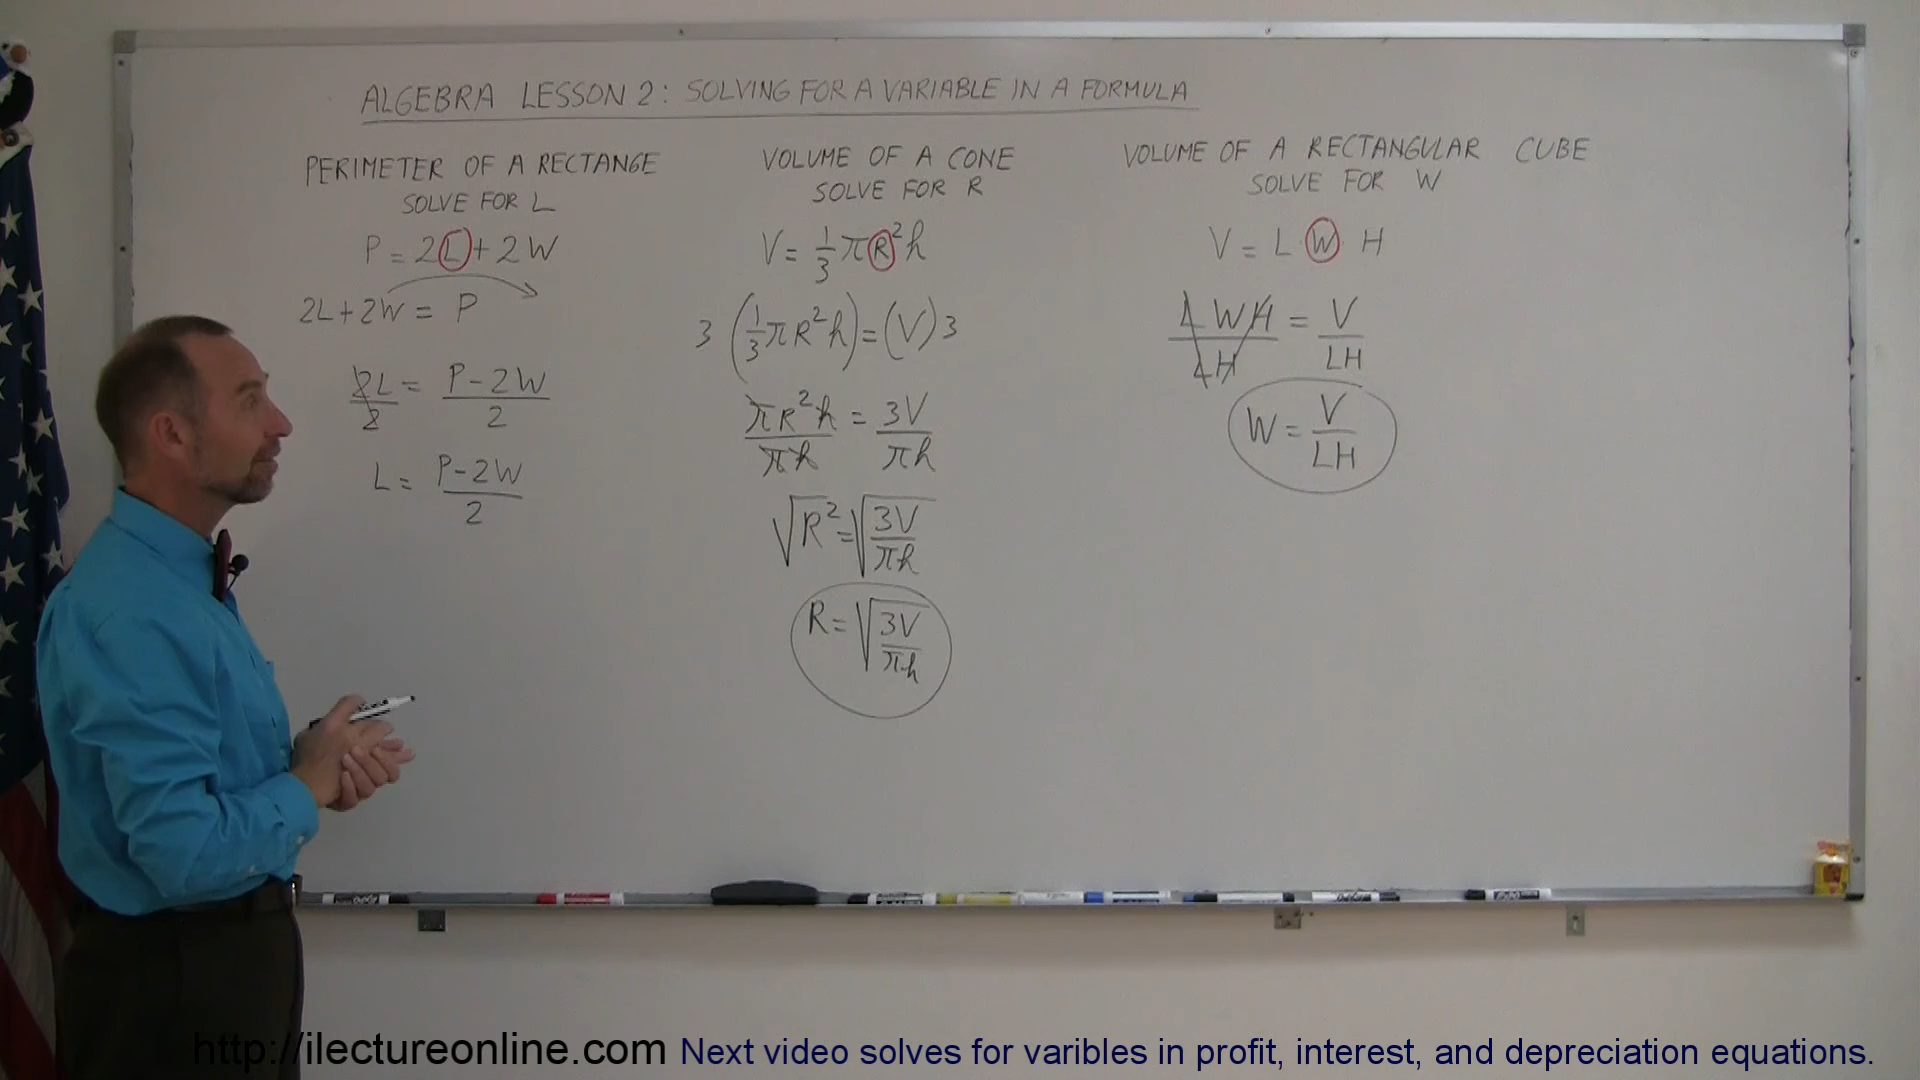 ALGEBRA LESSON 2: SOLVING FOR A VARIABLE IN A FORMULA
PERIMETER OF A RECTANGE
SOLVE FOR L
P = 2L + 2W
2L + 2W = P
2L/2 = P - 2W/2
L = P - 2W/2
VOLUME OF A CONE
SOLVE FOR R
V = 1/3 πR²h
3 (1/3 πR²h) = (V) 3
πR²h/πh = 3V/πh
√R² = √3V/πh
R = √3V/πh
VOLUME OF A RECTANGULAR CUBE
SOLVE FOR W
V = L · W · H
LWH/LH = V/LH
W = V/LH
http://ilectureonline.com Next video solves for varibles in profit, interest, and depreciation equations.